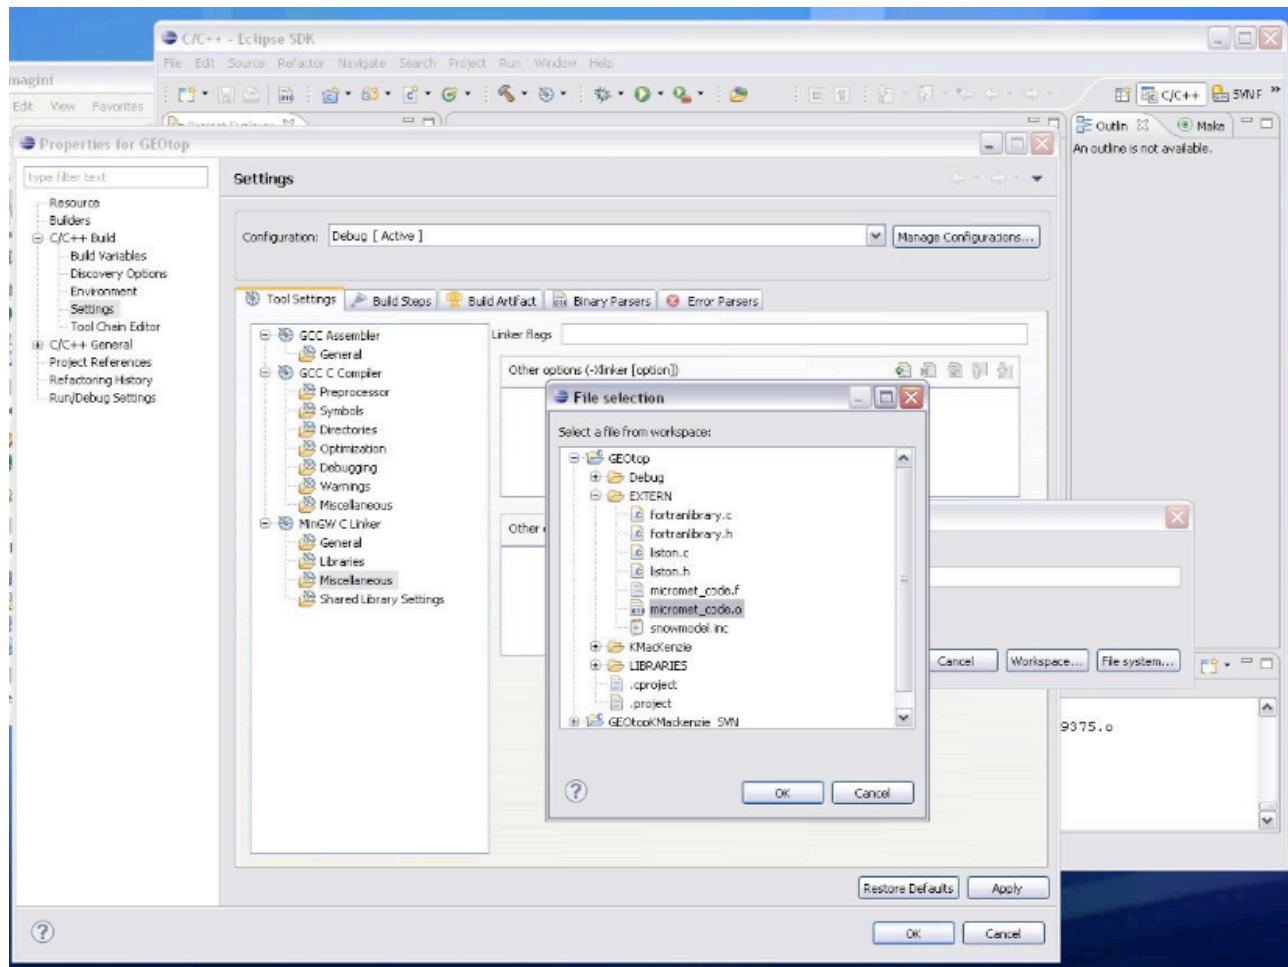 C/C++ - Eclipse SDK
File Edit Source Refactor Navigate Search Project Run Window Help
magini
Edit View Favorites
C/C++
SVN F
Outlin
Make
An outline is not available.
Properties for GEOtop
type filter text
Resource
Builders
C/C++ Build
Build Variables
Discovery Options
Environment
Settings
Tool Chain Editor
C/C++ General
Project References
Refactoring History
Run/Debug Settings
Settings
Configuration: Debug [ Active ]
Manage Configurations...
Tool Settings
Build Steps
Build Artifact
Binary Parsers
Error Parsers
GCC Assembler
General
GCC C Compiler
Preprocessor
Symbols
Directories
Optimization
Debugging
Warnings
Miscellaneous
MinGW C Linker
General
Libraries
Miscellaneous
Shared Library Settings
Linker flags
Other options (-Xlinker [option])
Other
File selection
Select a file from workspace:
GEOtop
Debug
EXTERN
fortranlibrary.c
fortranlibrary.h
liston.c
liston.h
micromet_code.f
micromet_code.o
snowmodel.inc
KMacKenzie
LIBRARIES
.cproject
.project
GEOtopKMackenzie_SVN
OK
Cancel
Cancel
Workspace...
File system...
9375.o
Restore Defaults
Apply
OK
Cancel